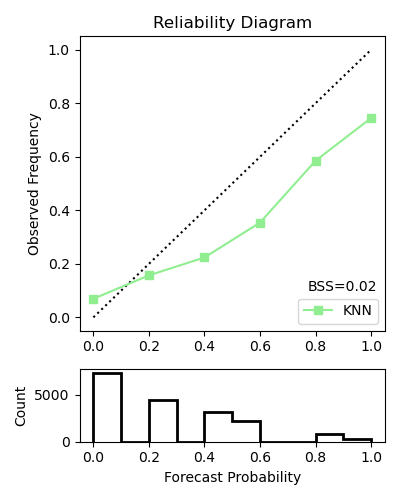 Reliability Diagram
1.0
0.8
0.6
0.4
0.2
0.0
Observed Frequency
BSS=0.02
KNN
0.0 0.2 0.4 0.6 0.8 1.0
5000
0
Count
0.0 0.2 0.4 0.6 0.8 1.0
Forecast Probability